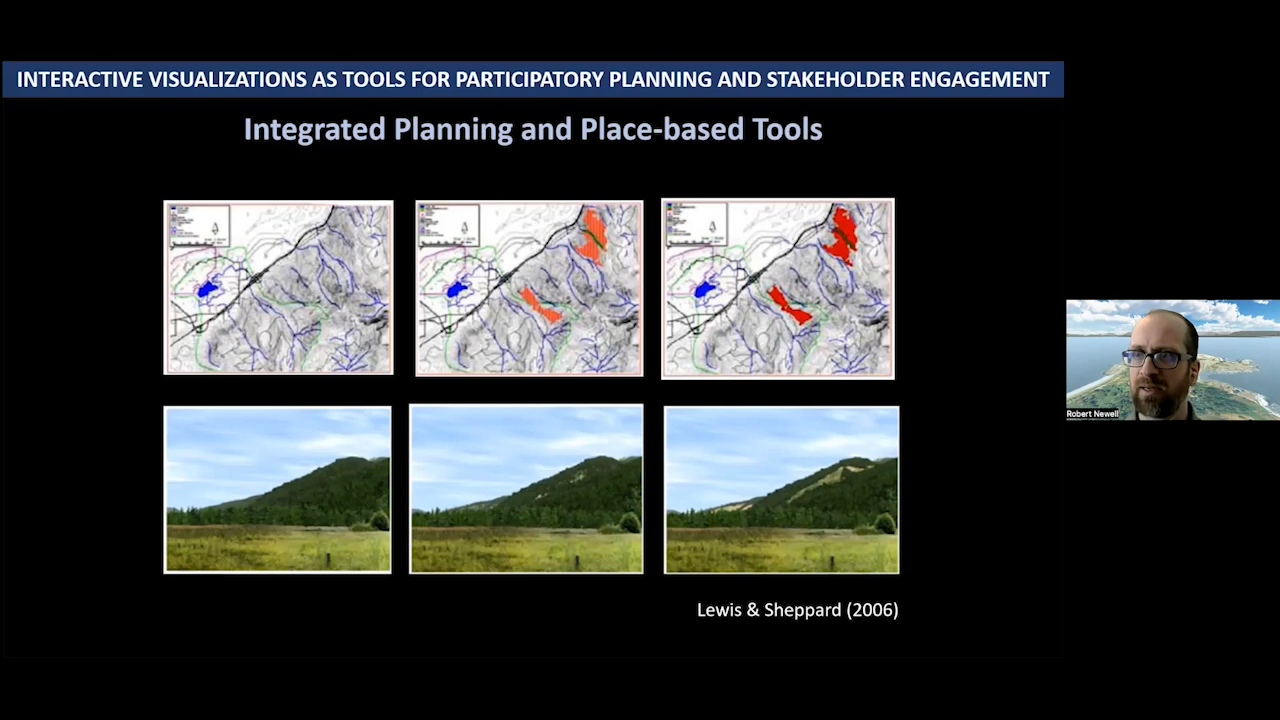 INTERACTIVE VISUALIZATIONS AS TOOLS FOR PARTICIPATORY PLANNING AND STAKEHOLDER ENGAGEMENT
Integrated Planning and Place-based Tools
Robert Newell
Lewis & Sheppard (2006)